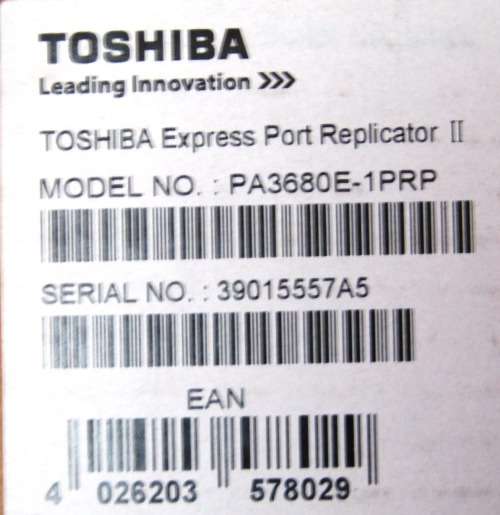 TOSHIBA
Leading Innovation >>>
TOSHIBA Express Port Replicator II
MODEL NO. : PA3680E-1PRP
SERIAL NO. : 39015557A5
EAN
4 026203 578029